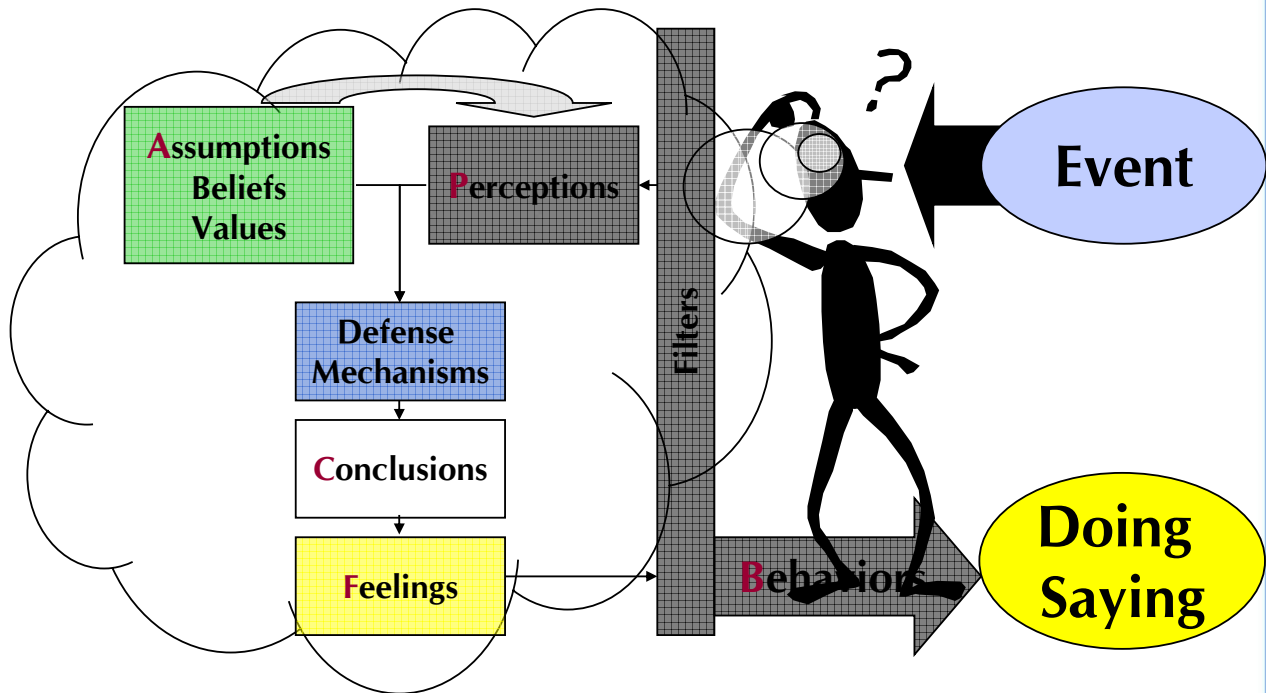 ?
Event
Assumptions
Beliefs
Values
Perceptions
Filters
Defense
Mechanisms
Conclusions
Feelings
Behaviors
Doing
Saying